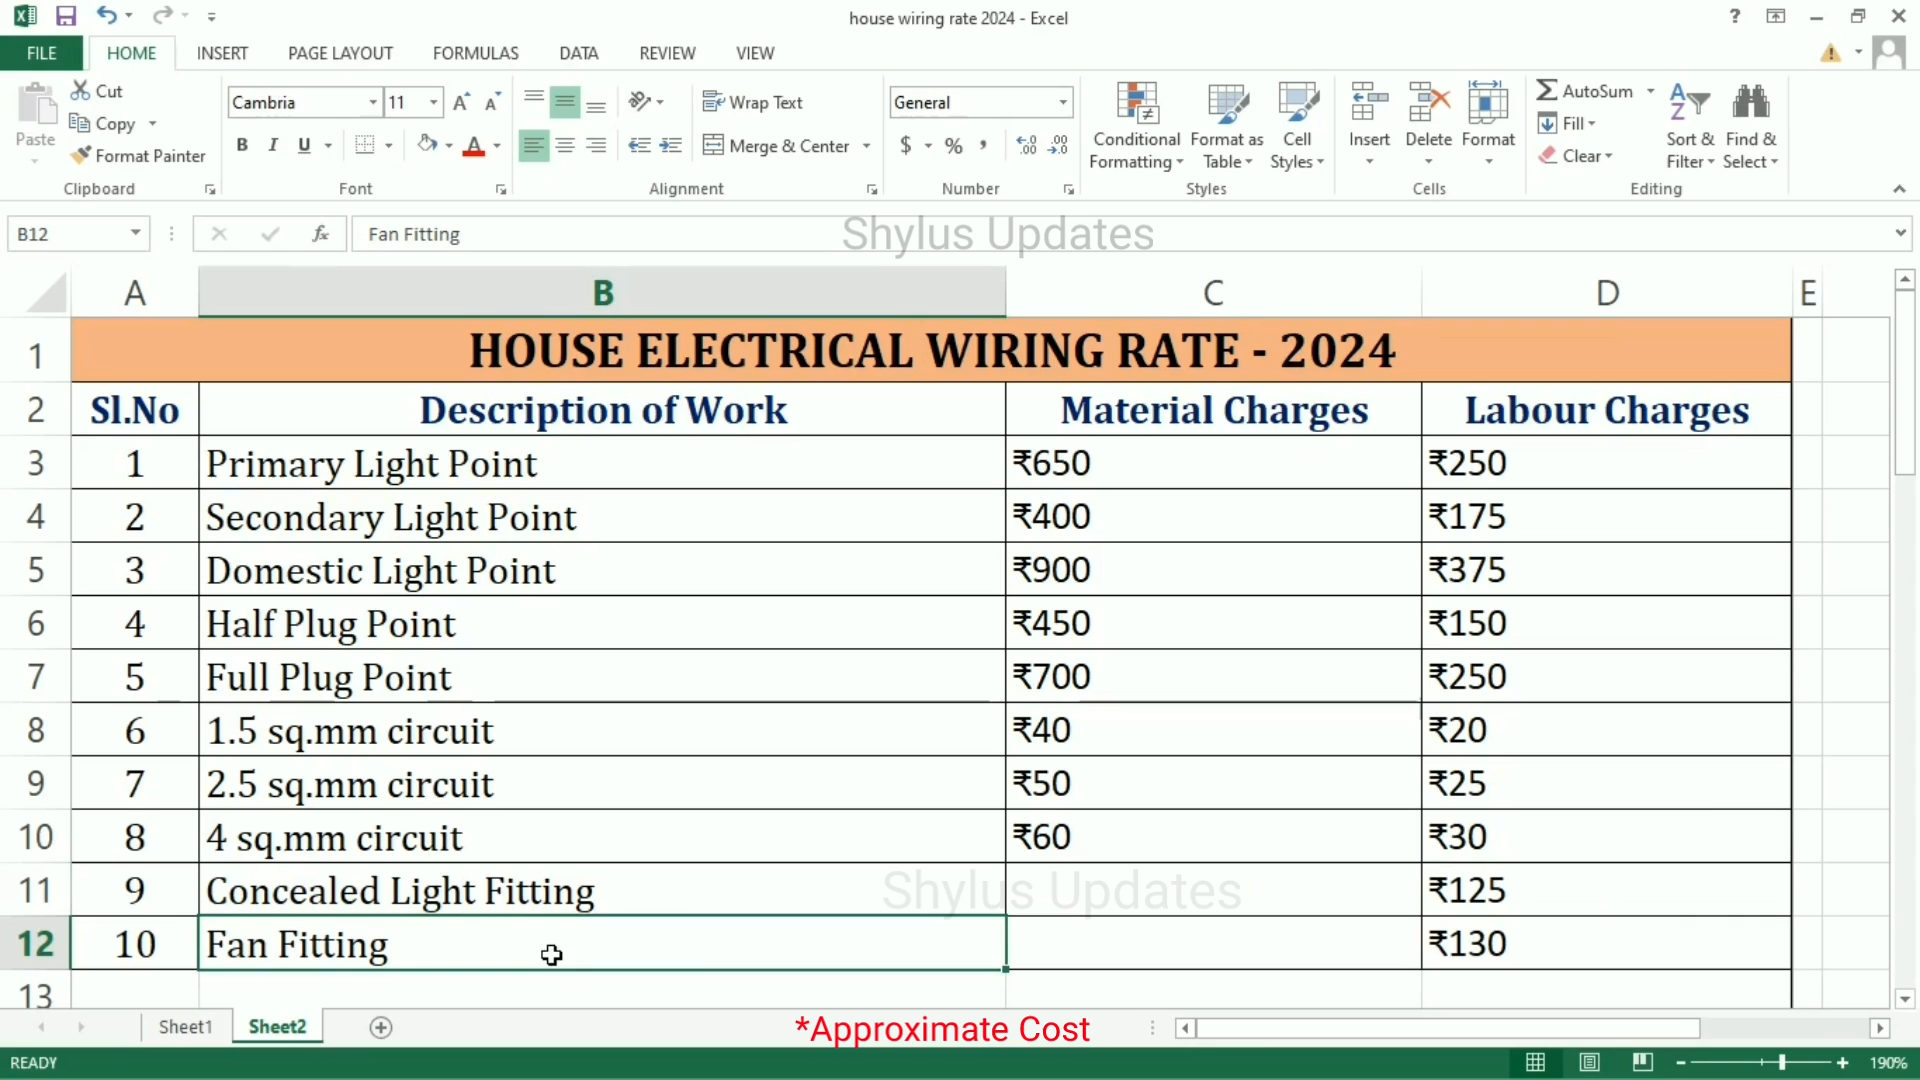 house wiring rate 2024 - Excel
?
FILE HOME INSERT PAGE LAYOUT FORMULAS DATA REVIEW VIEW
Paste
Cut
Copy
Format Painter
Clipboard
Cambria 11
B I U
Font
Wrap Text
Merge & Center
Alignment
General
$ % ,
Number
Conditional Formatting
Format as Table
Cell Styles
Styles
Insert Delete Format
Cells
AutoSum
Fill
Clear
Sort & Filter
Find & Select
Editing
B12 fx Fan Fitting
Shylus Updates
A B C D E
1 HOUSE ELECTRICAL WIRING RATE - 2024
2 Sl.No Description of Work Material Charges Labour Charges
3 1 Primary Light Point ₹650 ₹250
4 2 Secondary Light Point ₹400 ₹175
5 3 Domestic Light Point ₹900 ₹375
6 4 Half Plug Point ₹450 ₹150
7 5 Full Plug Point ₹700 ₹250
8 6 1.5 sq.mm circuit ₹40 ₹20
9 7 2.5 sq.mm circuit ₹50 ₹25
10 8 4 sq.mm circuit ₹60 ₹30
11 9 Concealed Light Fitting ₹125
Shylus Updates
12 10 Fan Fitting ₹130
13
Sheet1 Sheet2
*Approximate Cost
READY 190%